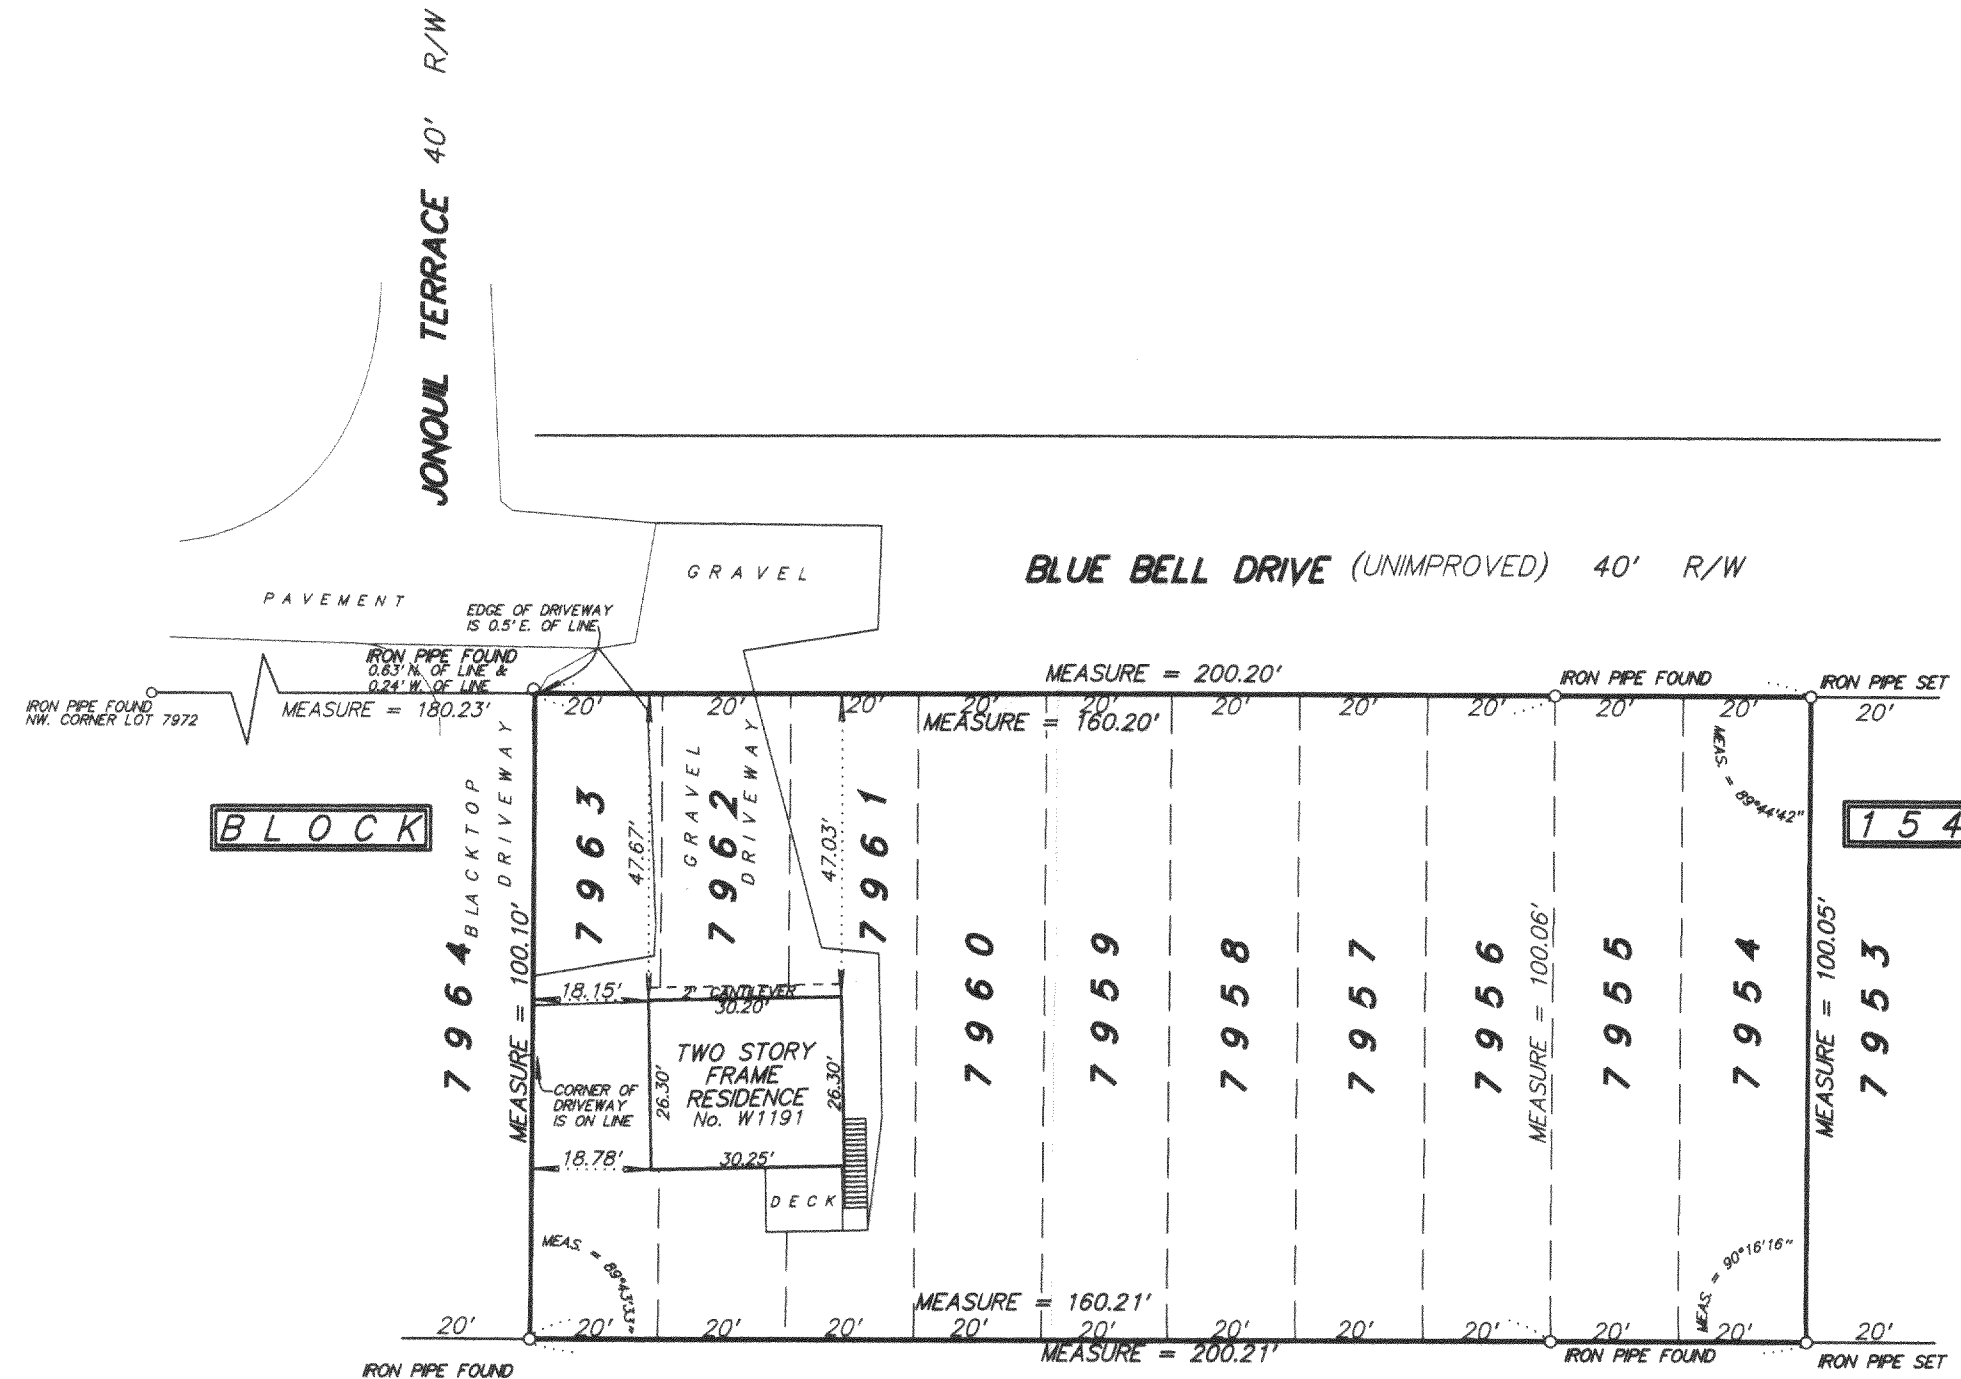 JONQUIL TERRACE 40' R/W
BLUE BELL DRIVE (UNIMPROVED) 40' R/W
GRAVEL
PAVEMENT
EDGE OF DRIVEWAY
IS 0.5' E. OF LINE
IRON PIPE FOUND
0.63' N. OF LINE &
0.24' W. OF LINE
IRON PIPE FOUND
NW. CORNER LOT 7972
MEASURE = 180.23'
MEASURE = 200.20'
IRON PIPE FOUND
IRON PIPE SET
20' 20' 20' 20' 20' 20' 20' 20' 20' 20' 20'
MEASURE = 160.20'
MEAS. = 89°44'42"
BLOCK
154
BLACKTOP
DRIVEWAY
GRAVEL
DRIVEWAY
47.67'
47.03'
7964
7963
7962
7961
7960
7959
7958
7957
7956
7955
7954
7953
MEASURE = 100.10'
MEASURE = 100.06'
MEASURE = 100.05'
18.15'
2' CANTILEVER
30.20'
TWO STORY
FRAME
RESIDENCE
No. W1191
26.30'
26.30'
CORNER OF
DRIVEWAY
IS ON LINE
18.78'
30.25'
DECK
MEAS. = 89°43'33"
MEAS. = 90°16'16"
MEASURE = 160.21'
20' 20' 20' 20' 20' 20' 20' 20' 20' 20' 20' 20'
MEASURE = 200.21'
IRON PIPE FOUND
IRON PIPE FOUND
IRON PIPE SET